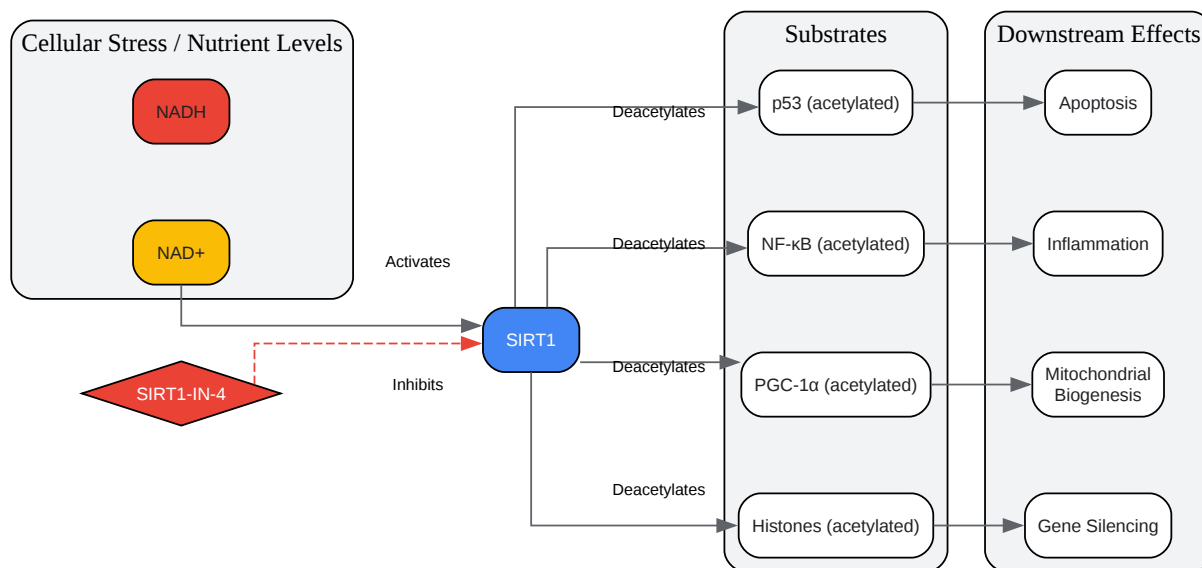 Cellular Stress / Nutrient Levels
NADH
NAD+
SIRT1-IN-4
Activates
Inhibits
SIRT1
Deacetylates
Deacetylates
Deacetylates
Deacetylates
Substrates
p53 (acetylated)
NF-κB (acetylated)
PGC-1α (acetylated)
Histones (acetylated)
Downstream Effects
Apoptosis
Inflammation
Mitochondrial
Biogenesis
Gene Silencing